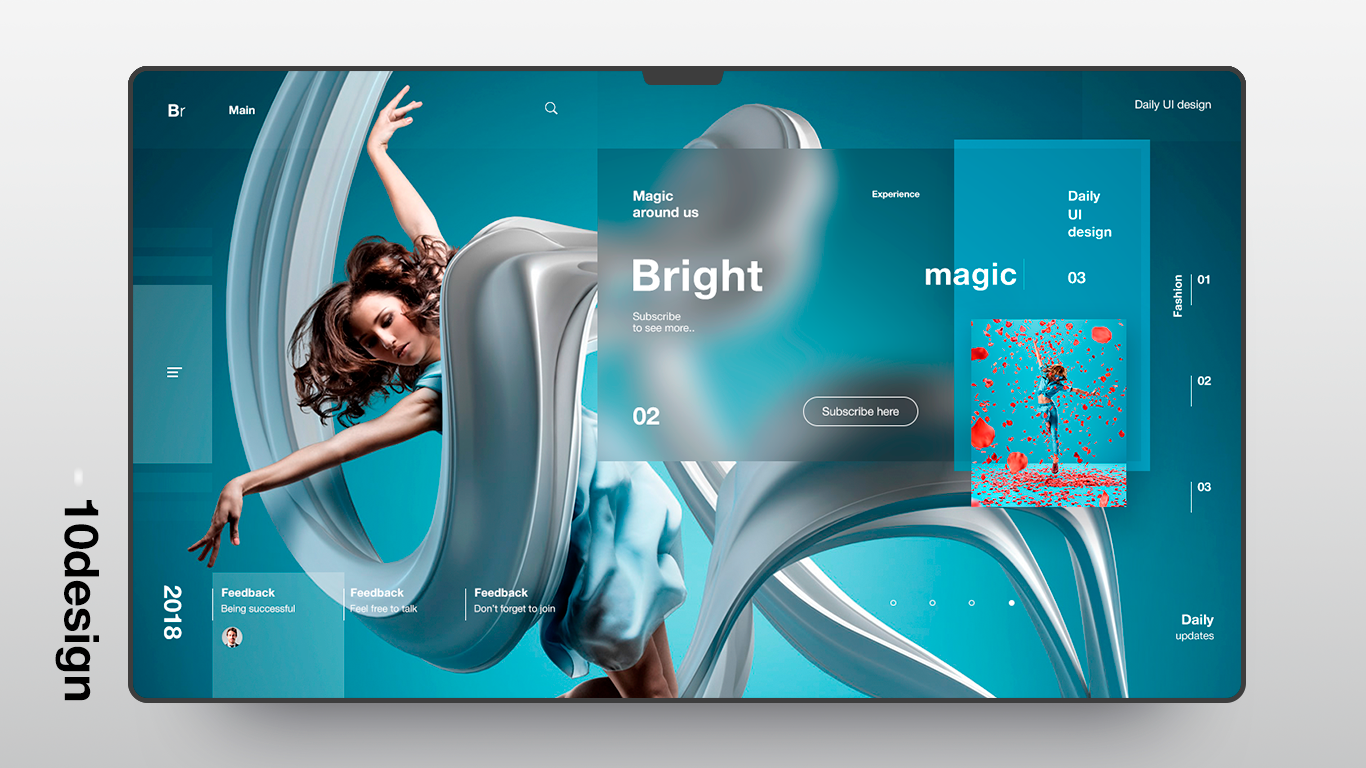 Br
Main
Daily UI design
Magic
around us
Experience
Daily
UI
design
Bright
magic
03
Subscribe
to see more..
02
Subscribe here
Fashion
01
02
03
10design
2018
Feedback
Being successful
Feedback
Feel free to talk
Feedback
Don't forget to join
Daily
updates